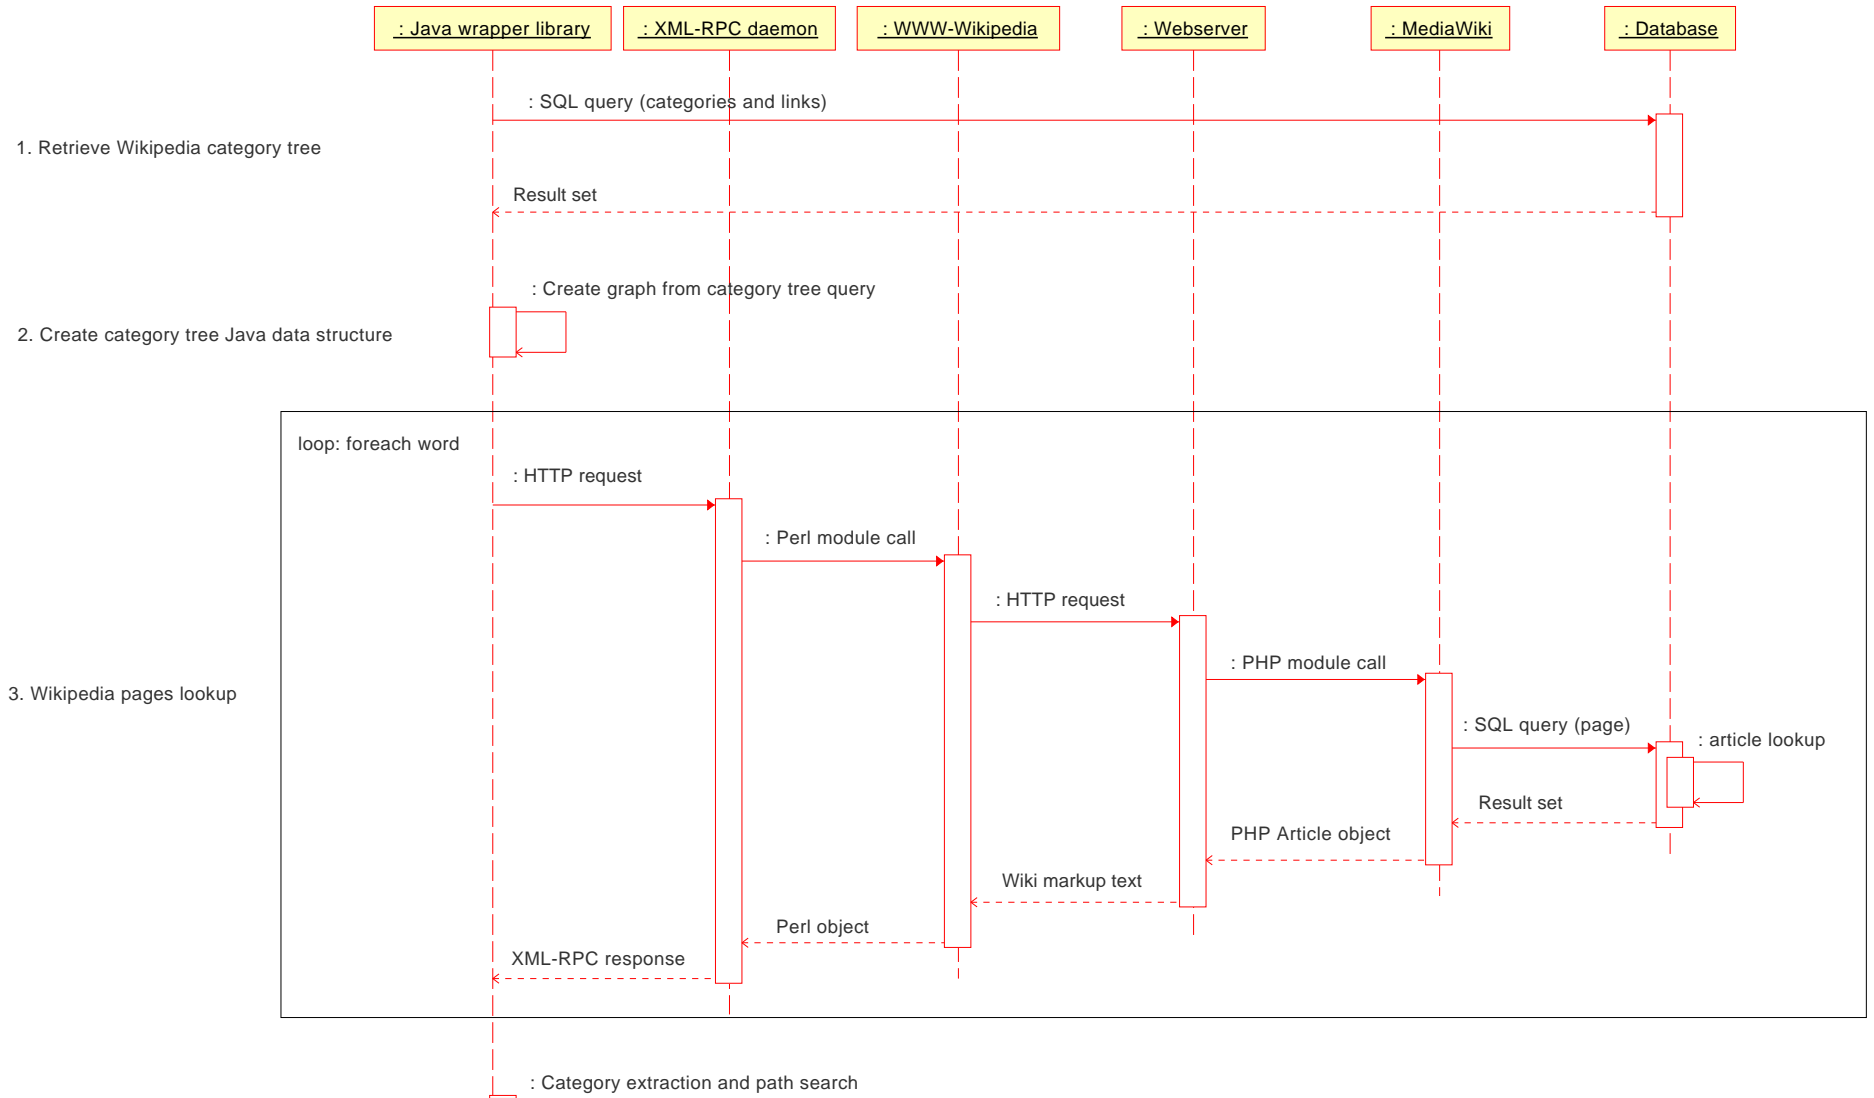 : Java wrapper library
: XML-RPC daemon
: WWW-Wikipedia
: Webserver
: MediaWiki
: Database
: SQL query (categories and links)
1. Retrieve Wikipedia category tree
Result set
: Create graph from category tree query
2. Create category tree Java data structure
loop: foreach word
: HTTP request
: Perl module call
: HTTP request
: PHP module call
3. Wikipedia pages lookup
: SQL query (page)
: article lookup
Result set
PHP Article object
Wiki markup text
Perl object
XML-RPC response
: Category extraction and path search